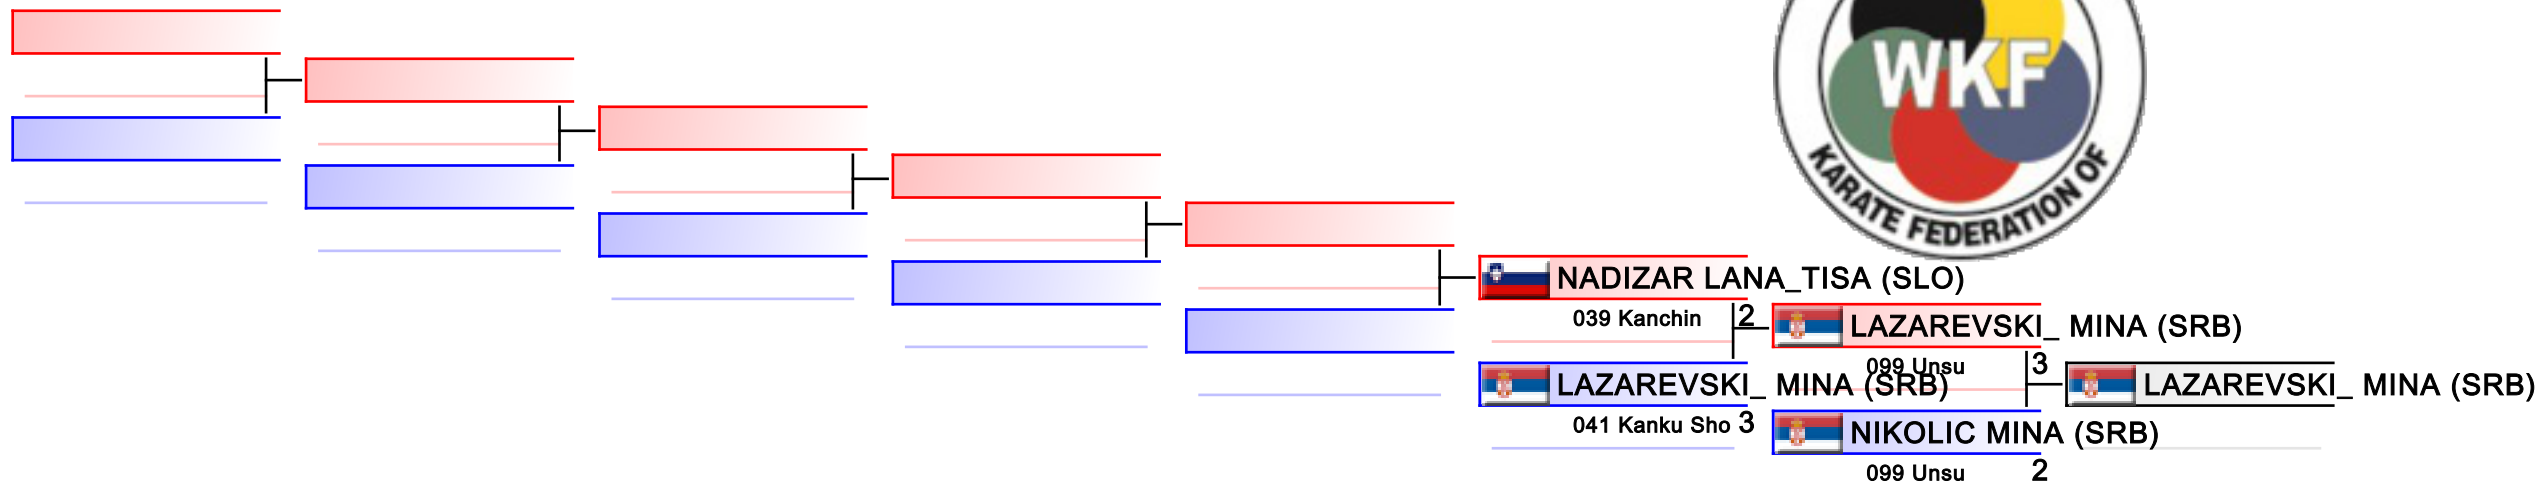 WKF
KARATE FEDERATION OF
NADIZAR LANA_TISA (SLO)
039 Kanchin
2
LAZAREVSKI_ MINA (SRB)
099 Unsu
3
LAZAREVSKI_ MINA (SRB)
041 Kanku Sho
3
LAZAREVSKI_ MINA (SRB)
NIKOLIC MINA (SRB)
099 Unsu
2